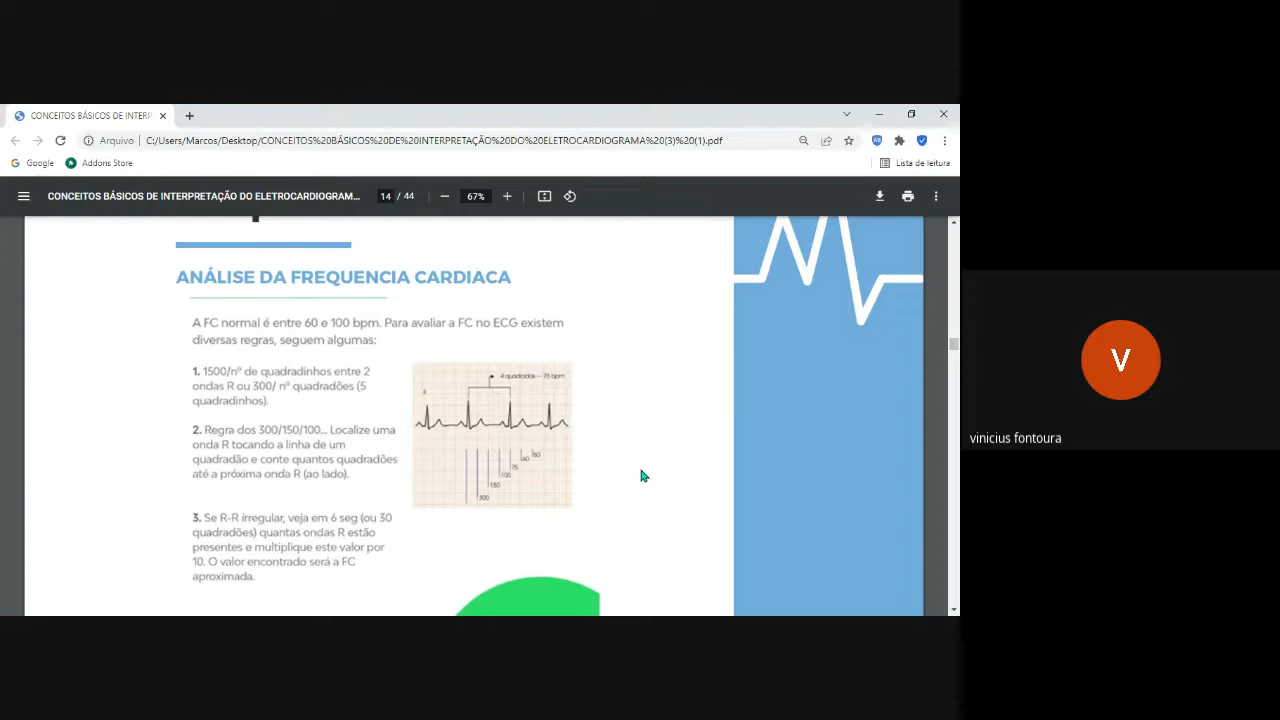 CONCEITOS BÁSICOS DE INTERP
Arquivo
C:/Users/Marcos/Desktop/CONCEITOS%20BÁSICOS%20DE%20INTERPRETAÇÃO%20DO%20ELETROCARDIOGRAMA%20(3)%20(1).pdf
Google
Addons Store
Lista de leitura
CONCEITOS BÁSICOS DE INTERPRETAÇÃO DO ELETROCARDIOGRAM...
14 / 44
67%
ANÁLISE DA FREQUENCIA CARDIACA
A FC normal é entre 60 e 100 bpm. Para avaliar a FC no ECG existem
diversas regras, seguem algumas:
1. 1500/nº de quadradinhos entre 2
ondas R ou 300/ nº quadradões (5
quadradinhos).
4 quadrados — 75 bpm
2. Regra dos 300/150/100... Localize uma
onda R tocando a linha de um
quadradão e conte quantos quadradões
até a próxima onda R (ao lado).
50
60
75
100
150
300
3. Se R-R irregular, veja em 6 seg (ou 30
quadradões) quantas ondas R estão
presentes e multiplique este valor por
10. O valor encontrado será a FC
aproximada.
V
vinicius fontoura